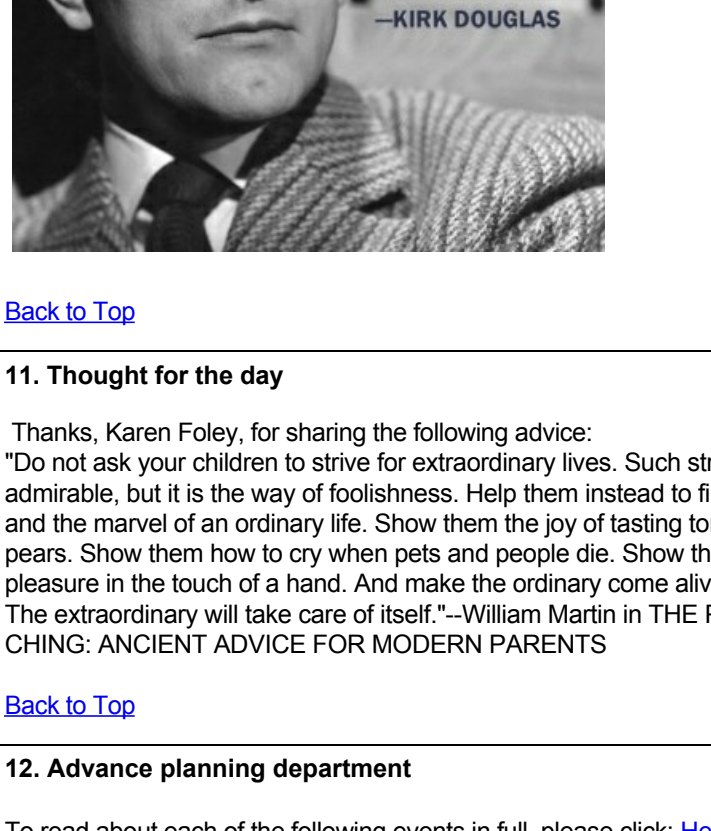 —KIRK DOUGLAS
Back to Top
11. Thought for the day
Thanks, Karen Foley, for sharing the following advice:
"Do not ask your children to strive for extraordinary lives. Such
admirable, but it is the way of foolishness. Help them instead to
and the marvel of an ordinary life. Show them the joy of tasting
pears. Show them how to cry when pets and people die. Show
pleasure in the touch of a hand. And make the ordinary come
The extraordinary will take care of itself."--William Martin in THE
CHING: ANCIENT ADVICE FOR MODERN PARENTS
Back to Top
12. Advance planning department
To read about each of the following events in full, please click: